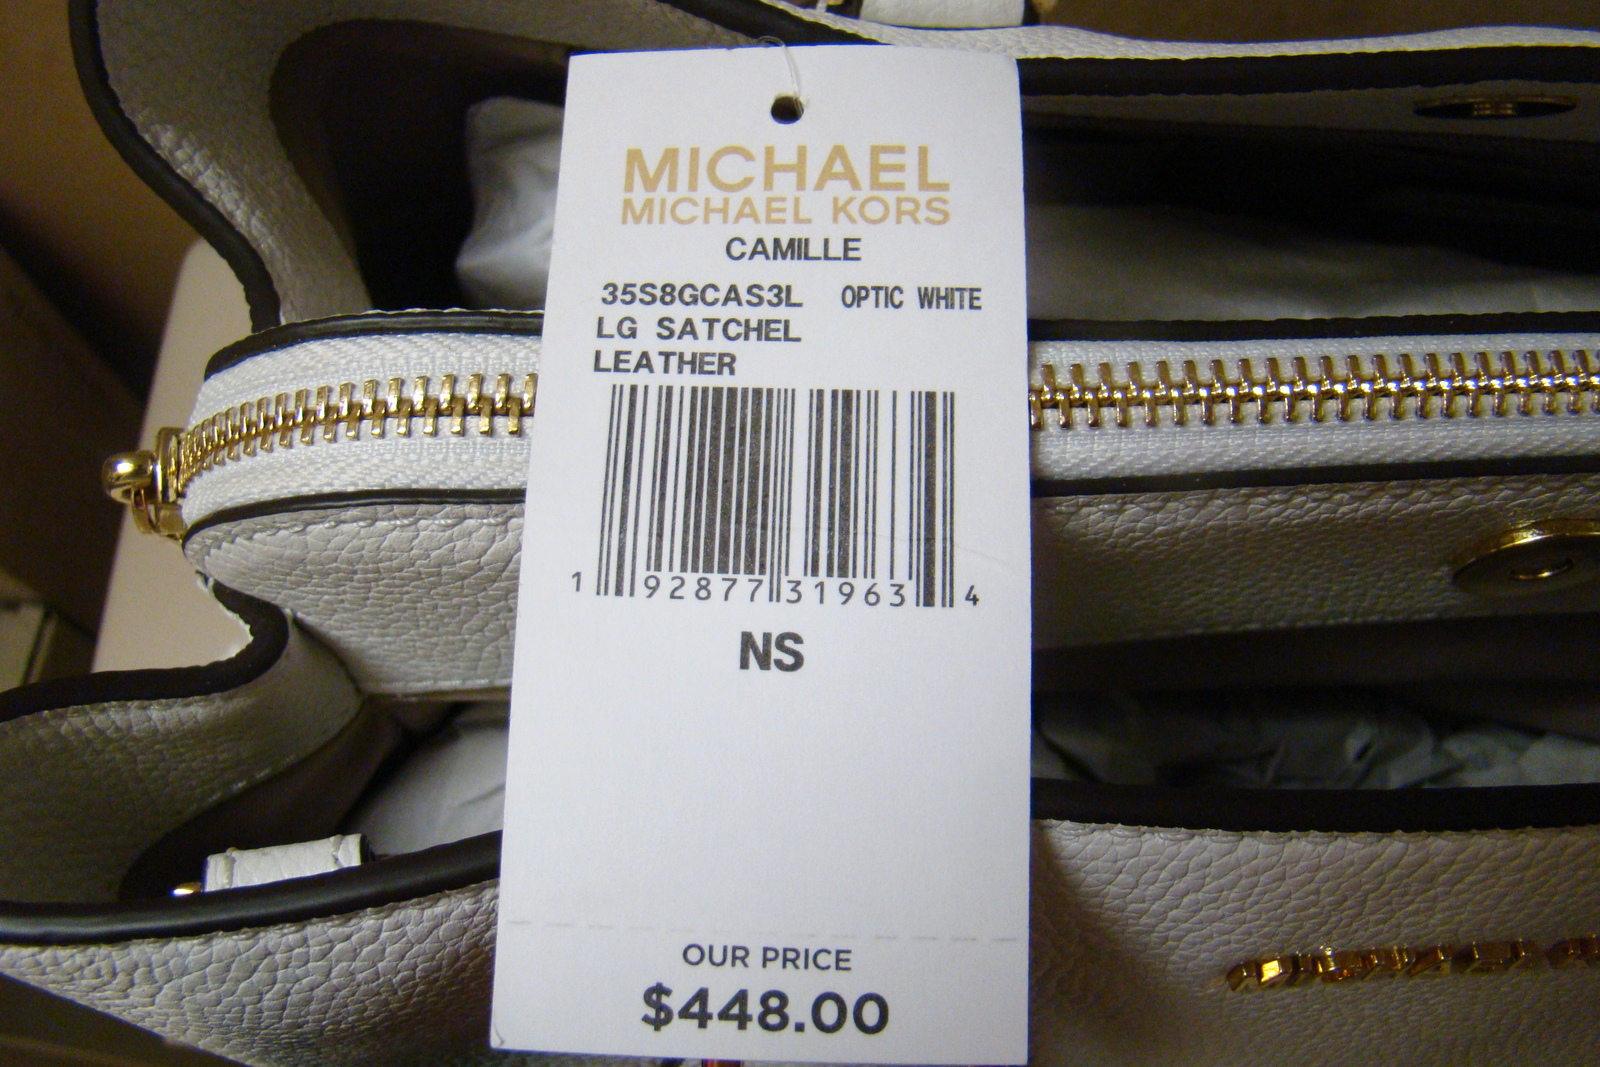 MICHAEL
MICHAEL KORS
CAMILLE
35S8GCAS3L OPTIC WHITE
LG SATCHEL
LEATHER
1 92877 31963 4
NS
OUR PRICE
$448.00